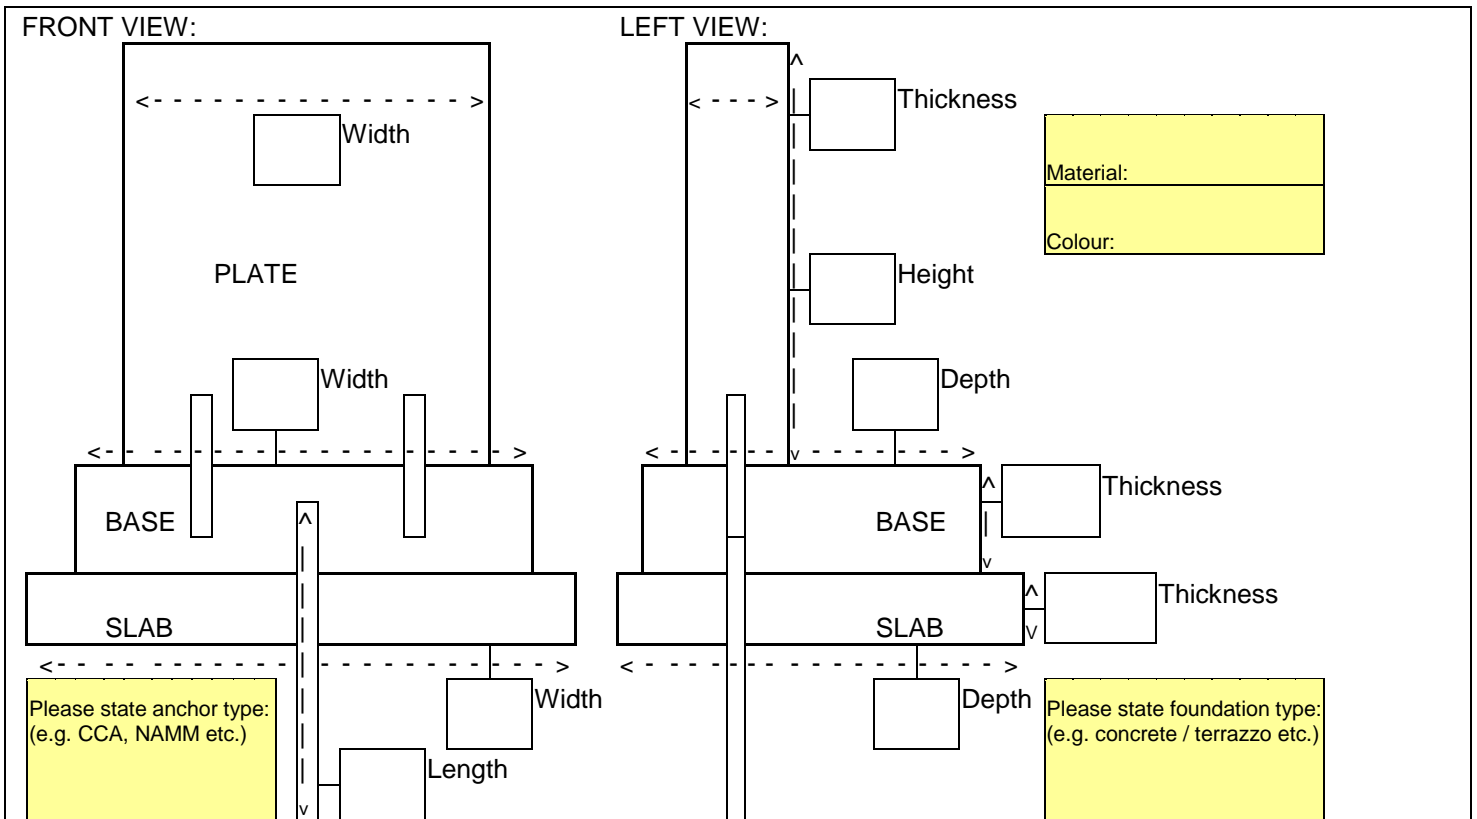 FRONT VIEW:
LEFT VIEW:
Thickness
Width
Material:
Colour:
PLATE
Height
Width
Depth
Thickness
BASE
BASE
Thickness
SLAB
SLAB
Width
Depth
Please state anchor type:
(e.g. CCA, NAMM etc.)
Please state foundation type:
(e.g. concrete / terrazzo etc.)
Length